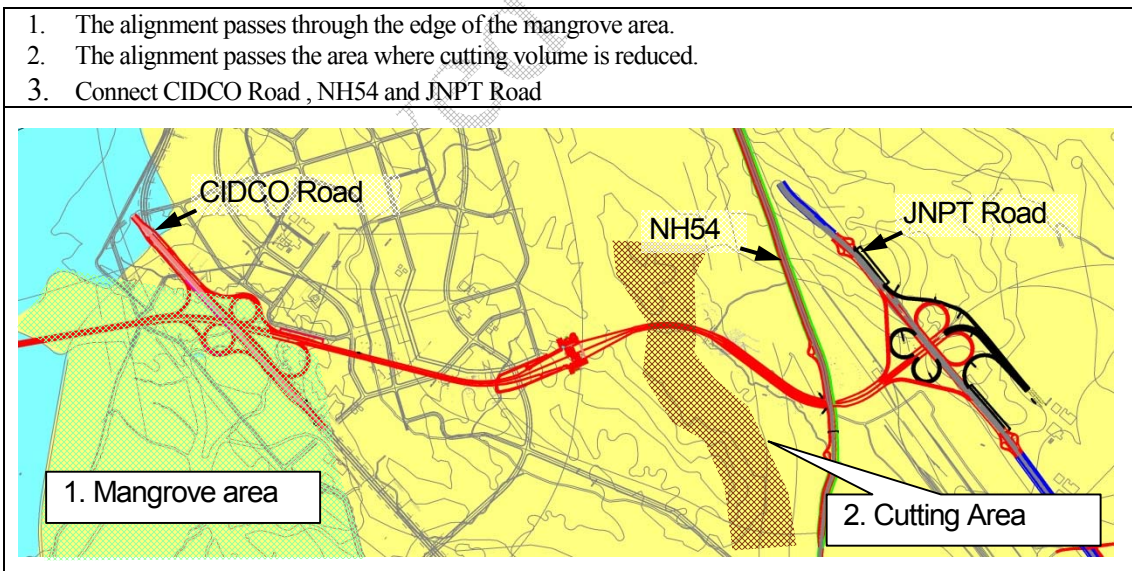 1. The alignment passes through the edge of the mangrove area.
2. The alignment passes the area where cutting volume is reduced.
3. Connect CIDCO Road , NH54 and JNPT Road
CIDCO Road
NH54
JNPT Road
1. Mangrove area
2. Cutting Area